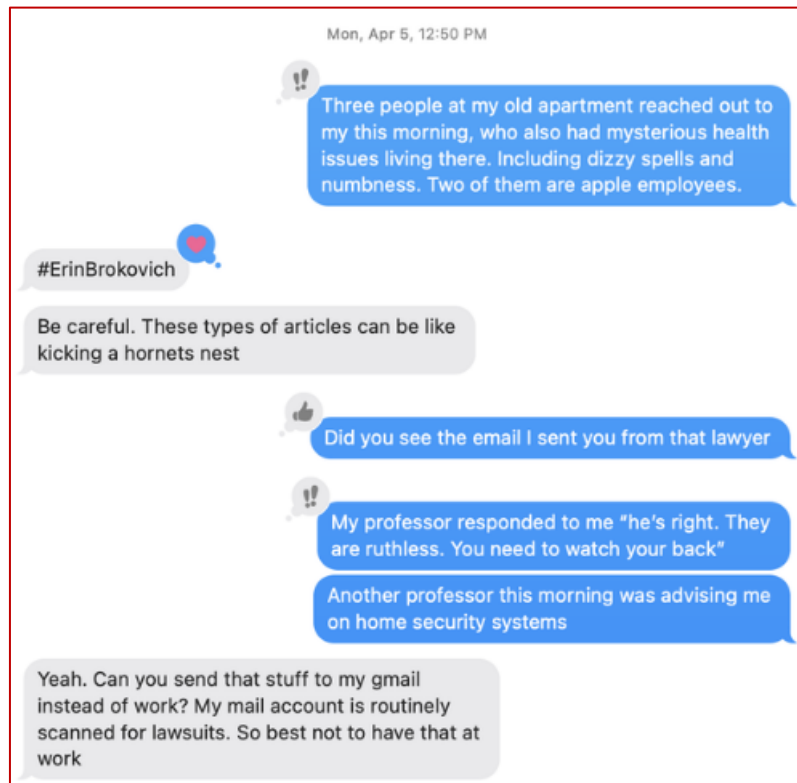 Mon, Apr 5, 12:50 PM
Three people at my old apartment reached out to
my this morning, who also had mysterious health
issues living there. Including dizzy spells and
numbness. Two of them are apple employees.
#ErinBrokovich
Be careful. These types of articles can be like
kicking a hornets nest
Did you see the email I sent you from that lawyer
My professor responded to me “he’s right. They
are ruthless. You need to watch your back”
Another professor this morning was advising me
on home security systems
Yeah. Can you send that stuff to my gmail
instead of work? My mail account is routinely
scanned for lawsuits. So best not to have that at
work